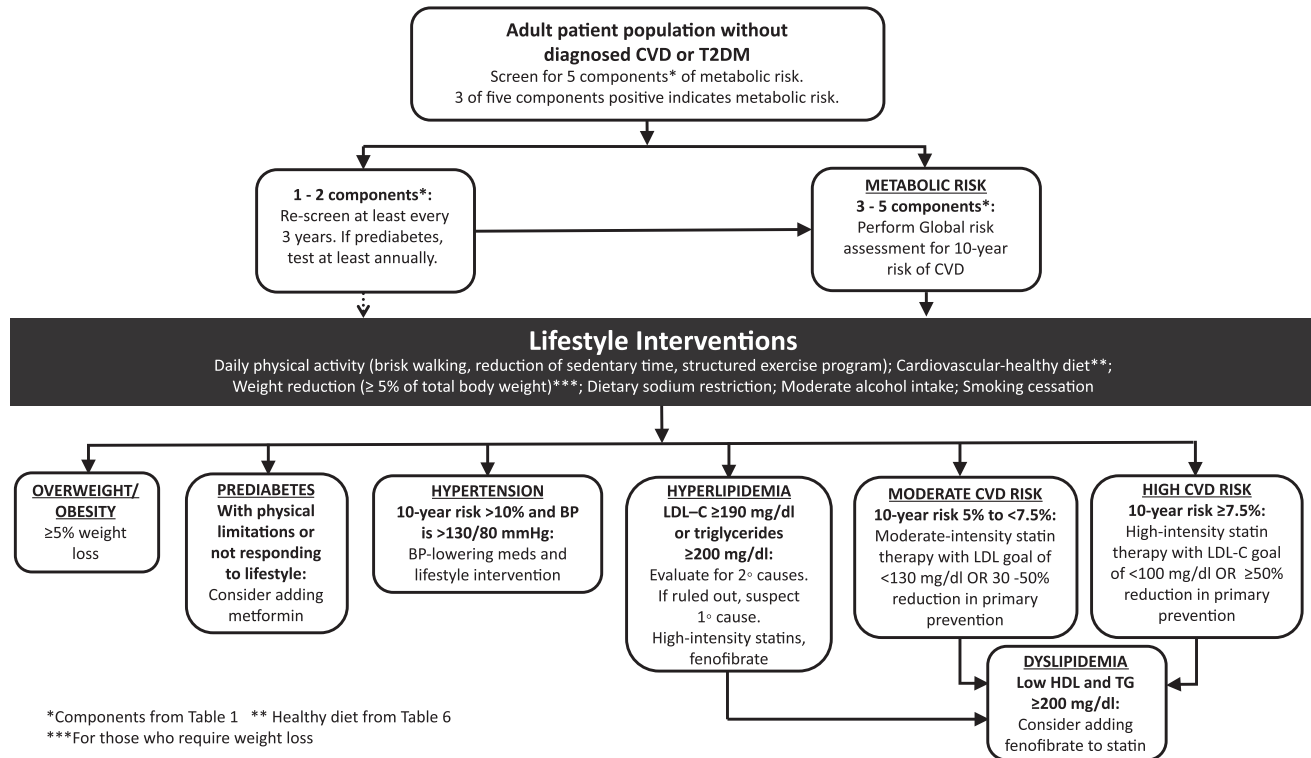 Adult patient population without
diagnosed CVD or T2DM
Screen for 5 components* of metabolic risk.
3 of five components positive indicates metabolic risk.
1 - 2 components*:
Re-screen at least every
3 years. If prediabetes,
test at least annually.
METABOLIC RISK
3 - 5 components*:
Perform Global risk
assessment for 10-year
risk of CVD
Lifestyle Interventions
Daily physical activity (brisk walking, reduction of sedentary time, structured exercise program); Cardiovascular-healthy diet**;
Weight reduction (≥ 5% of total body weight)***; Dietary sodium restriction; Moderate alcohol intake; Smoking cessation
OVERWEIGHT/
OBESITY
≥5% weight
loss
PREDIABETES
With physical
limitations or
not responding
to lifestyle:
Consider adding
metformin
HYPERTENSION
10-year risk >10% and BP
is >130/80 mmHg:
BP-lowering meds and
lifestyle intervention
HYPERLIPIDEMIA
LDL–C ≥190 mg/dl
or triglycerides
≥200 mg/dl:
Evaluate for 2° causes.
If ruled out, suspect
1° cause.
High-intensity statins,
fenofibrate
MODERATE CVD RISK
10-year risk 5% to <7.5%:
Moderate-intensity statin
therapy with LDL goal of
<130 mg/dl OR 30 -50%
reduction in primary
prevention
HIGH CVD RISK
10-year risk ≥7.5%:
High-intensity statin
therapy with LDL-C goal
of <100 mg/dl OR ≥50%
reduction in primary
prevention
DYSLIPIDEMIA
Low HDL and TG
≥200 mg/dl:
Consider adding
fenofibrate to statin
*Components from Table 1 ** Healthy diet from Table 6
***For those who require weight loss